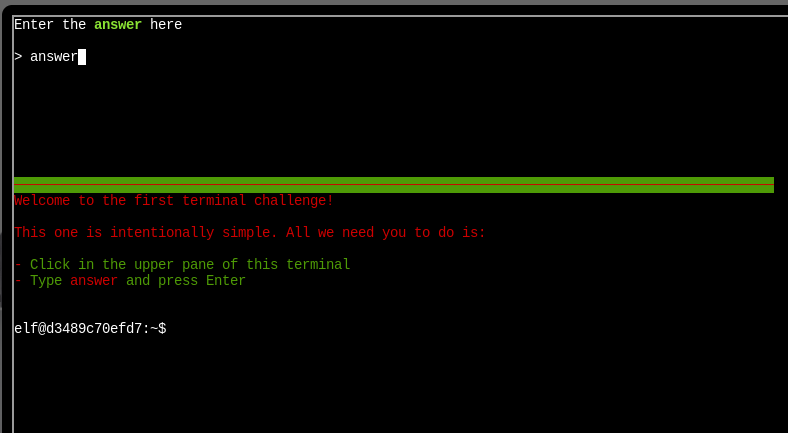 Enter the answer here
> answer
Welcome to the first terminal challenge!
This one is intentionally simple. All we need you to do is:
- Click in the upper pane of this terminal
- Type answer and press Enter
elf@d3489c70efd7:~$